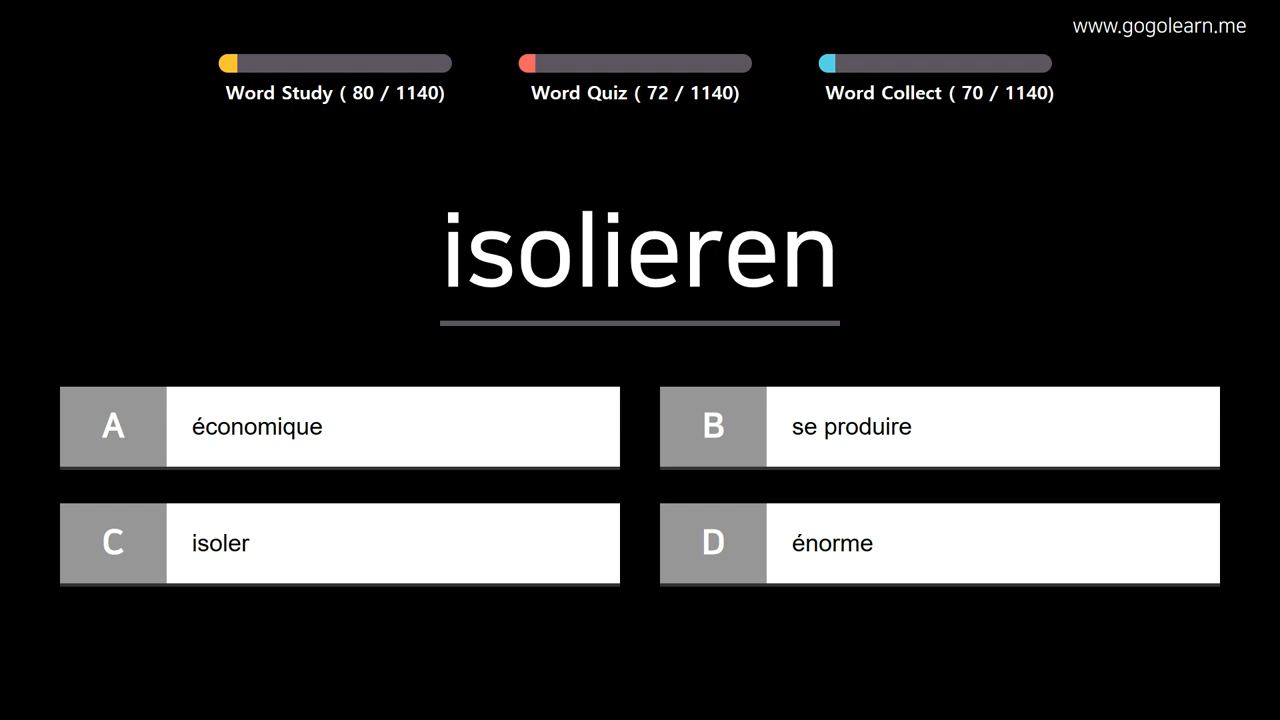 www.gogolearn.me
Word Study ( 80 / 1140)
Word Quiz ( 72 / 1140)
Word Collect ( 70 / 1140)
isolieren
A économique
B se produire
C isoler
D énorme